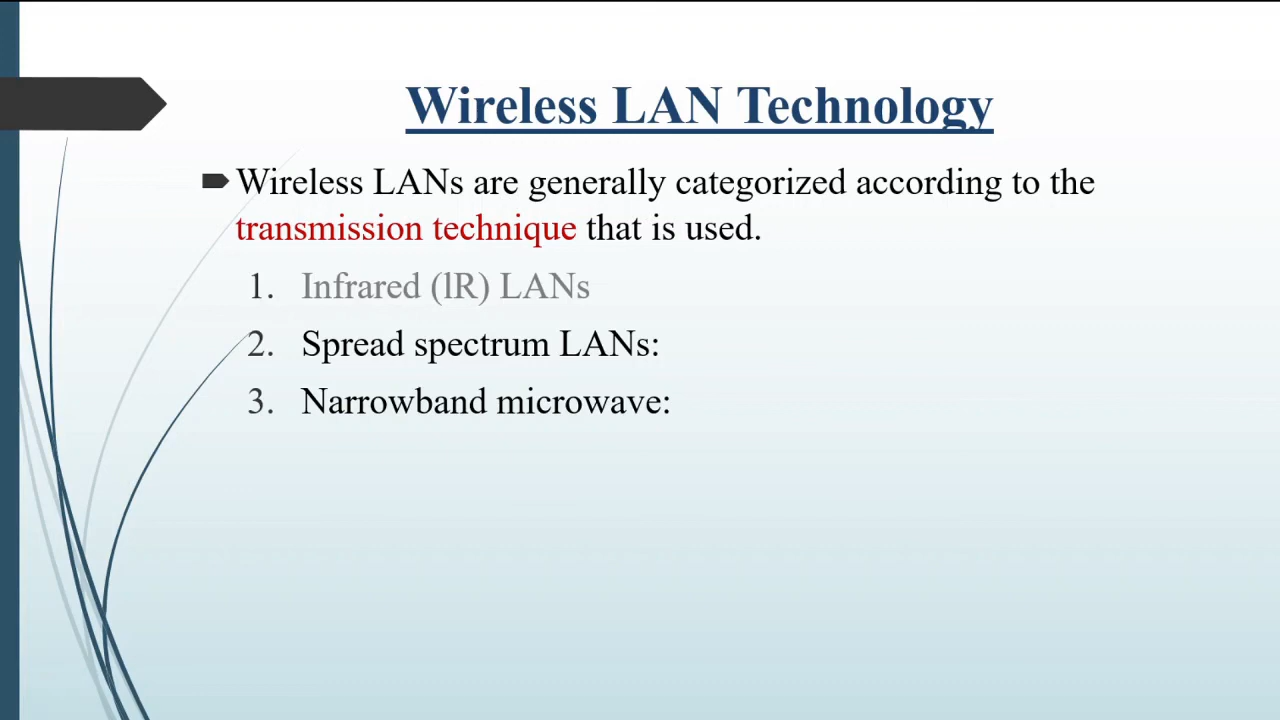 Wireless LAN Technology
Wireless LANs are generally categorized according to the
transmission technique that is used.
1. Infrared (lR) LANs
2. Spread spectrum LANs:
3. Narrowband microwave: